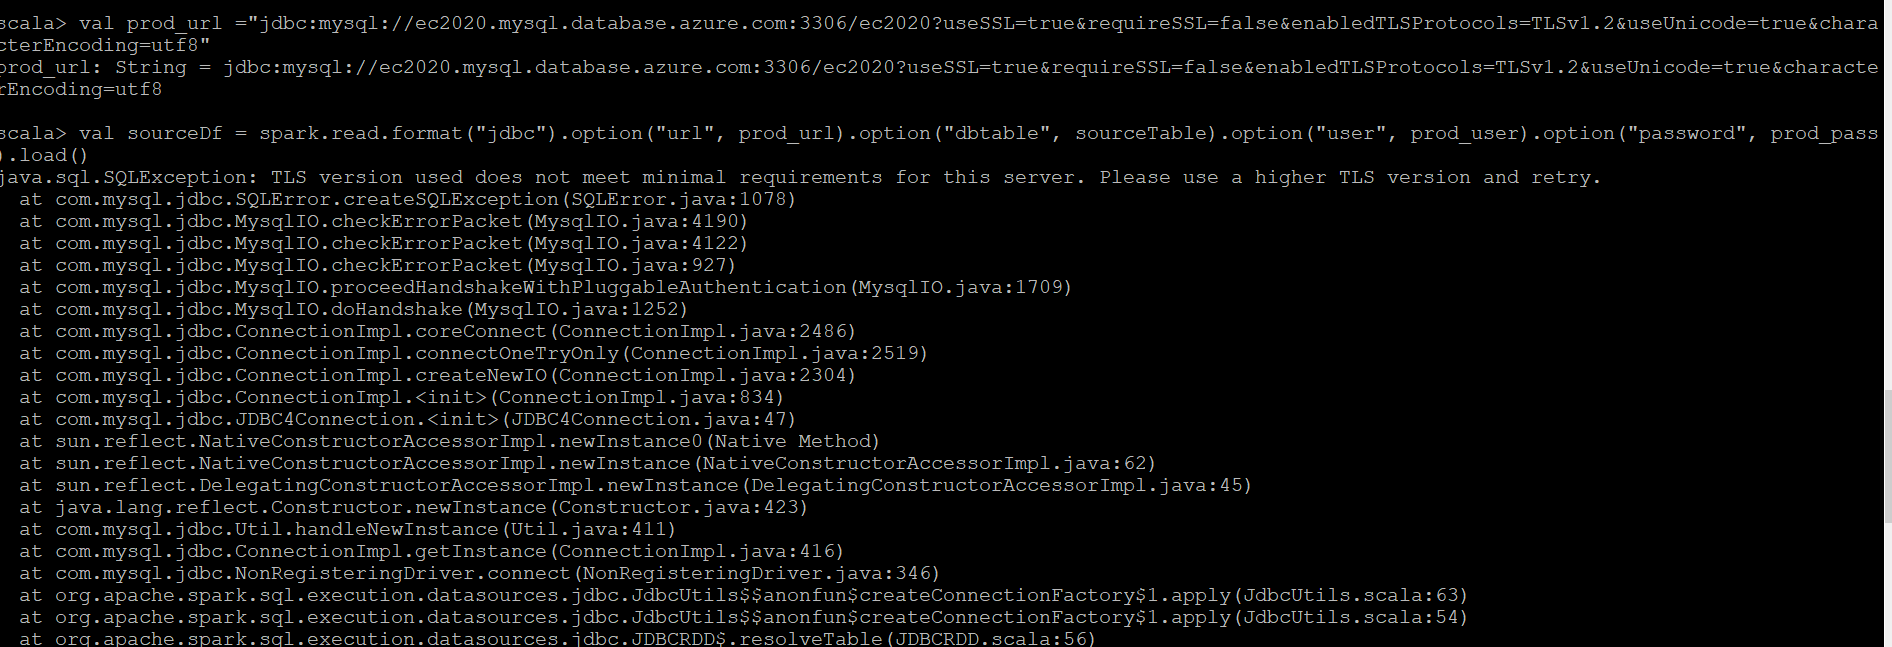 scala> val prod_url ="jdbc:mysql://ec2020.mysql.database.azure.com:3306/ec2020?useSSL=true&requireSSL=false&enabledTLSProtocols=TLSv1.2&useUnicode=true&chara
cterEncoding=utf8"
prod_url: String = jdbc:mysql://ec2020.mysql.database.azure.com:3306/ec2020?useSSL=true&requireSSL=false&enabledTLSProtocols=TLSv1.2&useUnicode=true&characte
rEncoding=utf8
scala> val sourceDf = spark.read.format("jdbc").option("url", prod_url).option("dbtable", sourceTable).option("user", prod_user).option("password", prod_pass
).load()
java.sql.SQLException: TLS version used does not meet minimal requirements for this server. Please use a higher TLS version and retry.
at com.mysql.jdbc.SQLError.createSQLException(SQLError.java:1078)
at com.mysql.jdbc.MysqlIO.checkErrorPacket(MysqlIO.java:4190)
at com.mysql.jdbc.MysqlIO.checkErrorPacket(MysqlIO.java:4122)
at com.mysql.jdbc.MysqlIO.checkErrorPacket(MysqlIO.java:927)
at com.mysql.jdbc.MysqlIO.proceedHandshakeWithPluggableAuthentication(MysqlIO.java:1709)
at com.mysql.jdbc.MysqlIO.doHandshake(MysqlIO.java:1252)
at com.mysql.jdbc.ConnectionImpl.coreConnect(ConnectionImpl.java:2486)
at com.mysql.jdbc.ConnectionImpl.connectOneTryOnly(ConnectionImpl.java:2519)
at com.mysql.jdbc.ConnectionImpl.createNewIO(ConnectionImpl.java:2304)
at com.mysql.jdbc.ConnectionImpl.<init>(ConnectionImpl.java:834)
at com.mysql.jdbc.JDBC4Connection.<init>(JDBC4Connection.java:47)
at sun.reflect.NativeConstructorAccessorImpl.newInstance0(Native Method)
at sun.reflect.NativeConstructorAccessorImpl.newInstance(NativeConstructorAccessorImpl.java:62)
at sun.reflect.DelegatingConstructorAccessorImpl.newInstance(DelegatingConstructorAccessorImpl.java:45)
at java.lang.reflect.Constructor.newInstance(Constructor.java:423)
at com.mysql.jdbc.Util.handleNewInstance(Util.java:411)
at com.mysql.jdbc.ConnectionImpl.getInstance(ConnectionImpl.java:416)
at com.mysql.jdbc.NonRegisteringDriver.connect(NonRegisteringDriver.java:346)
at org.apache.spark.sql.execution.datasources.jdbc.JdbcUtils$$anonfun$createConnectionFactory$1.apply(JdbcUtils.scala:63)
at org.apache.spark.sql.execution.datasources.jdbc.JdbcUtils$$anonfun$createConnectionFactory$1.apply(JdbcUtils.scala:54)
at org.apache.spark.sql.execution.datasources.jdbc.JDBCRDD$.resolveTable(JDBCRDD.scala:56)